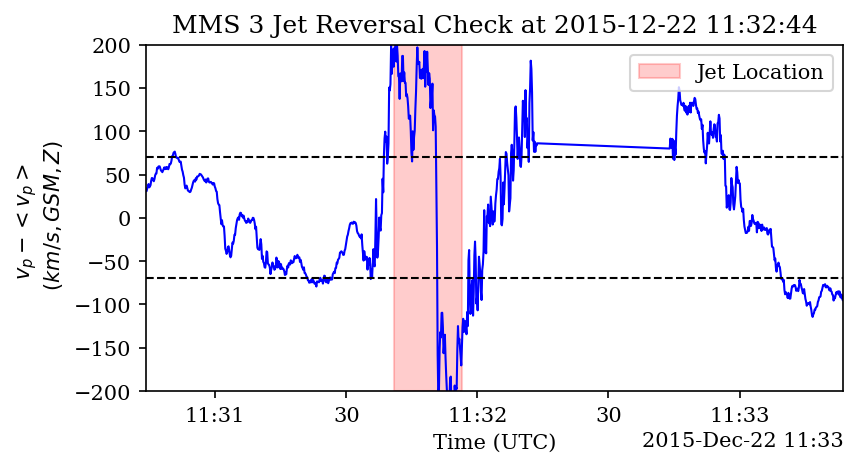 MMS 3 Jet Reversal Check at 2015-12-22 11:32:44
Jet Location
v_p − < v_p >
(km/s, GSM, Z)
200
150
100
50
0
−50
−100
−150
−200
11:31
30
11:32
30
11:33
Time (UTC)
2015-Dec-22 11:33